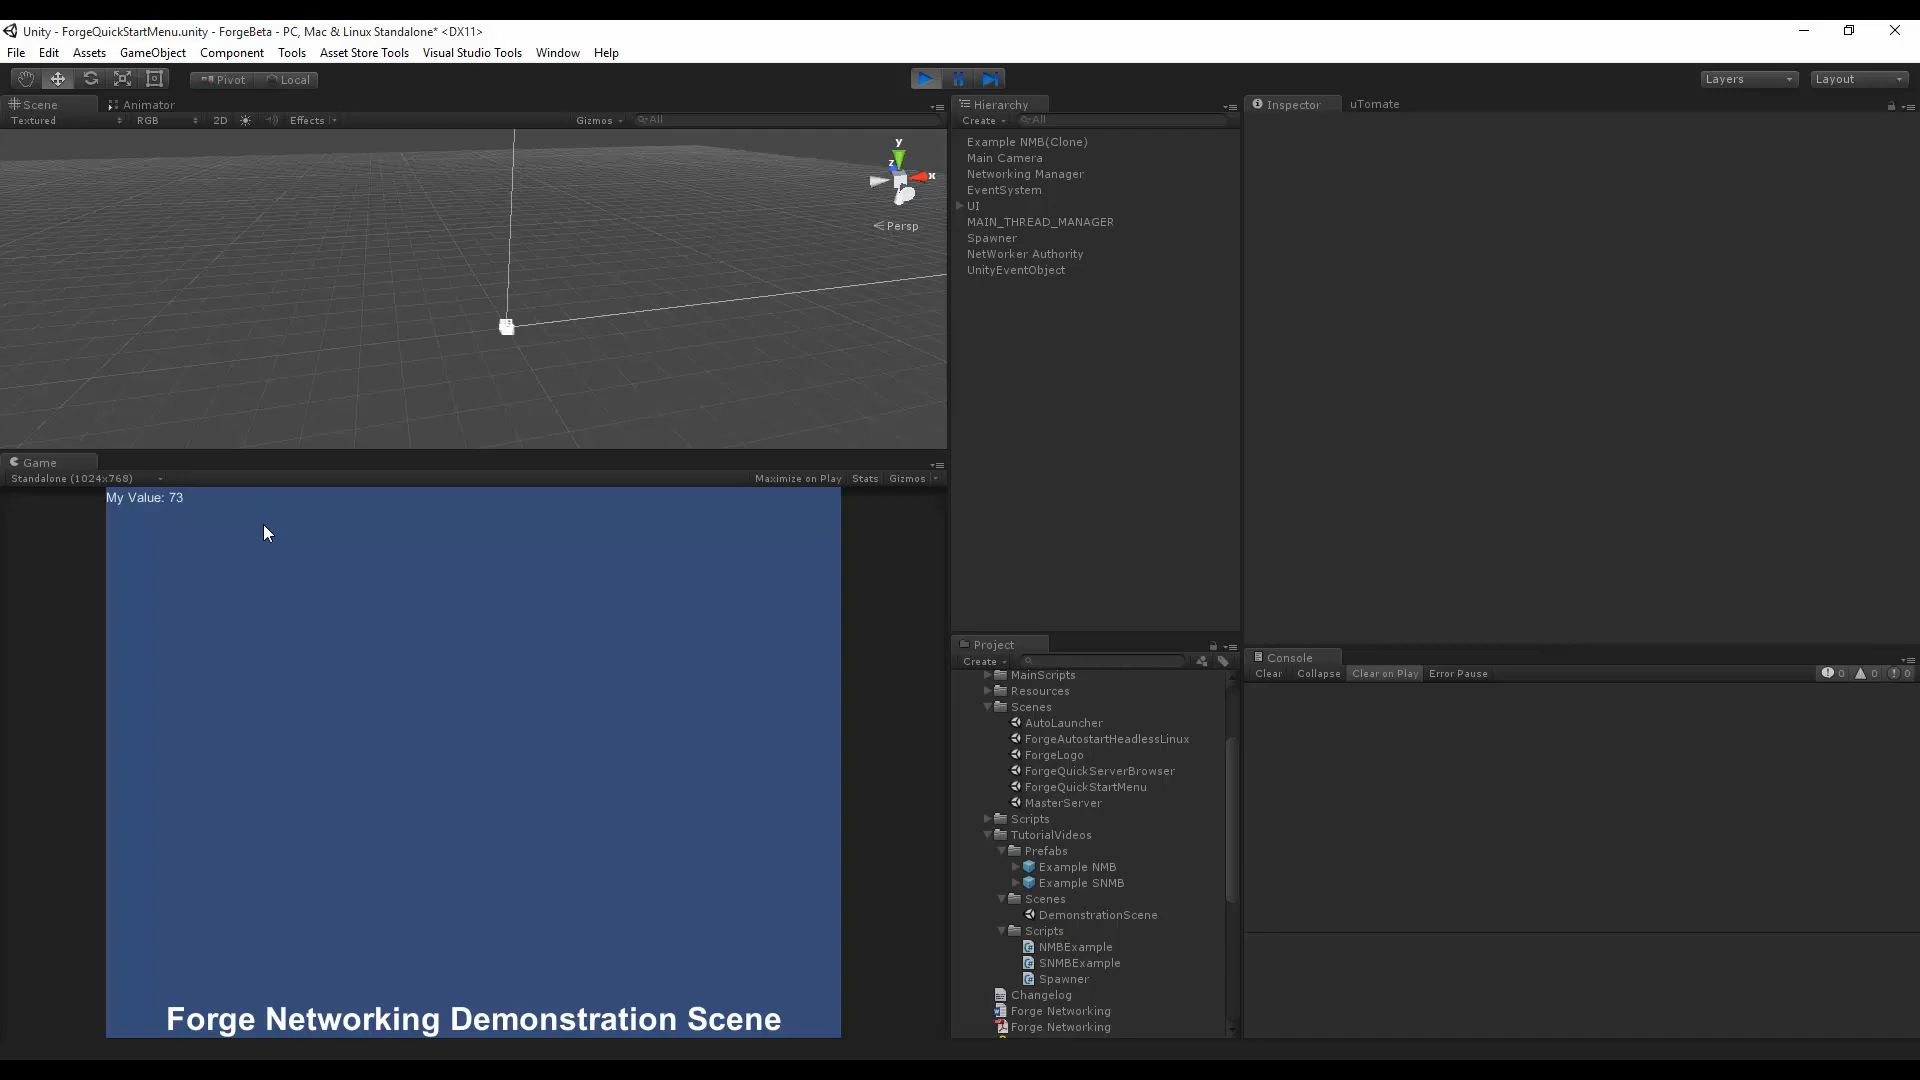 Unity - ForgeQuickStartMenu.unity - ForgeBeta - PC, Mac & Linux Standalone* <DX11>
File Edit Assets GameObject Component Tools Asset Store Tools Visual Studio Tools Window Help
Pivot Local Layers Layout
Scene Animator
Textured RGB 2D Effects Gizmos All
y
z
x
Persp
Game
Standalone (1024x768) Maximize on Play Stats Gizmos
My Value: 73
Forge Networking Demonstration Scene
Hierarchy
Create All
Example NMB(Clone)
Main Camera
Networking Manager
EventSystem
UI
MAIN_THREAD_MANAGER
Spawner
NetWorker Authority
UnityEventObject
Project
Create
MainScripts
Resources
Scenes
AutoLauncher
ForgeAutostartHeadlessLinux
ForgeLogo
ForgeQuickServerBrowser
ForgeQuickStartMenu
MasterServer
Scripts
TutorialVideos
Prefabs
Example NMB
Example SNMB
Scenes
DemonstrationScene
Scripts
NMBExample
SNMBExample
Spawner
Changelog
Forge Networking
Forge Networking
Inspector uTomate
Console
Clear Collapse Clear on Play Error Pause 0 0 0